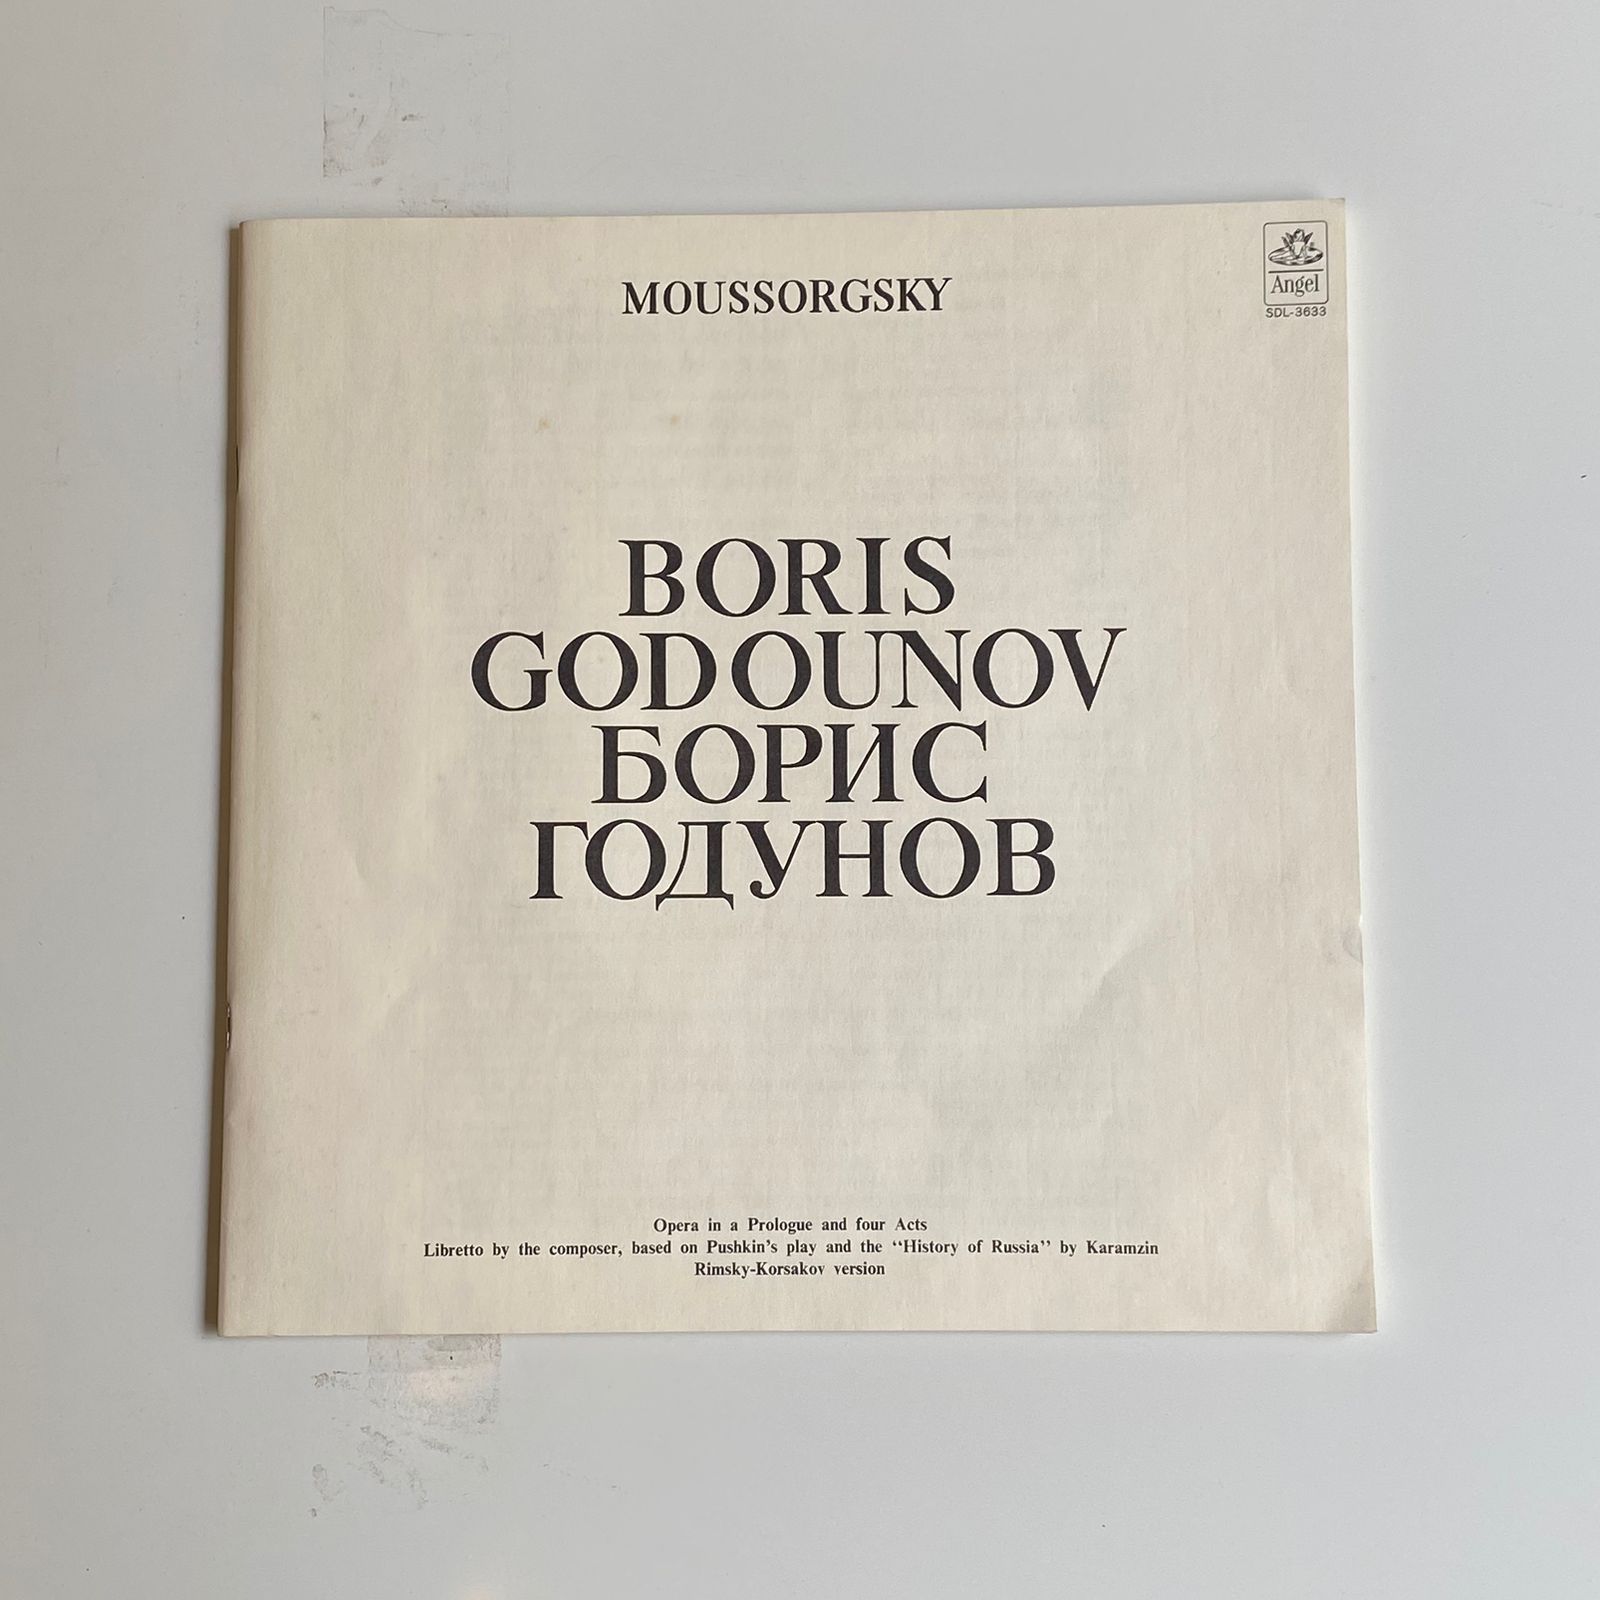 MOUSSORGSKY
Angel
SDL-3633
BORIS
GODOUNOV
БОРИС
ГОДУНОВ
Opera in a Prologue and four Acts
Libretto by the composer, based on Pushkin's play and the “History of Russia” by Karamzin
Rimsky-Korsakov version